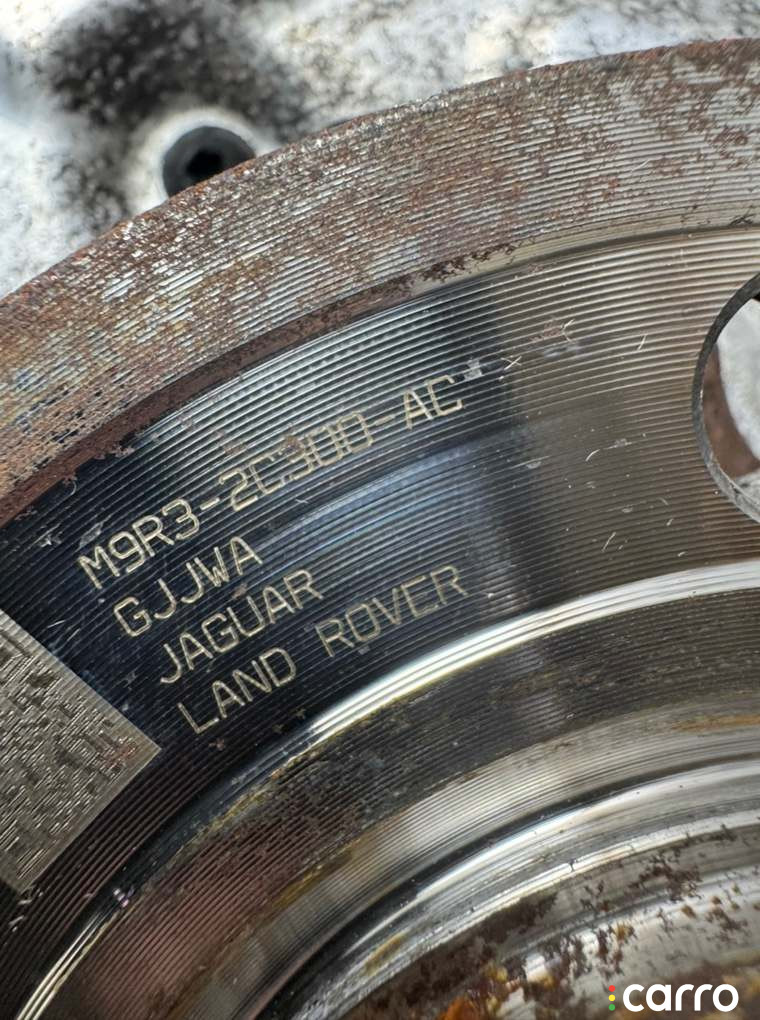 M9R3-2C300-AC
GJJWA
JAGUAR
LAND ROVER
carro